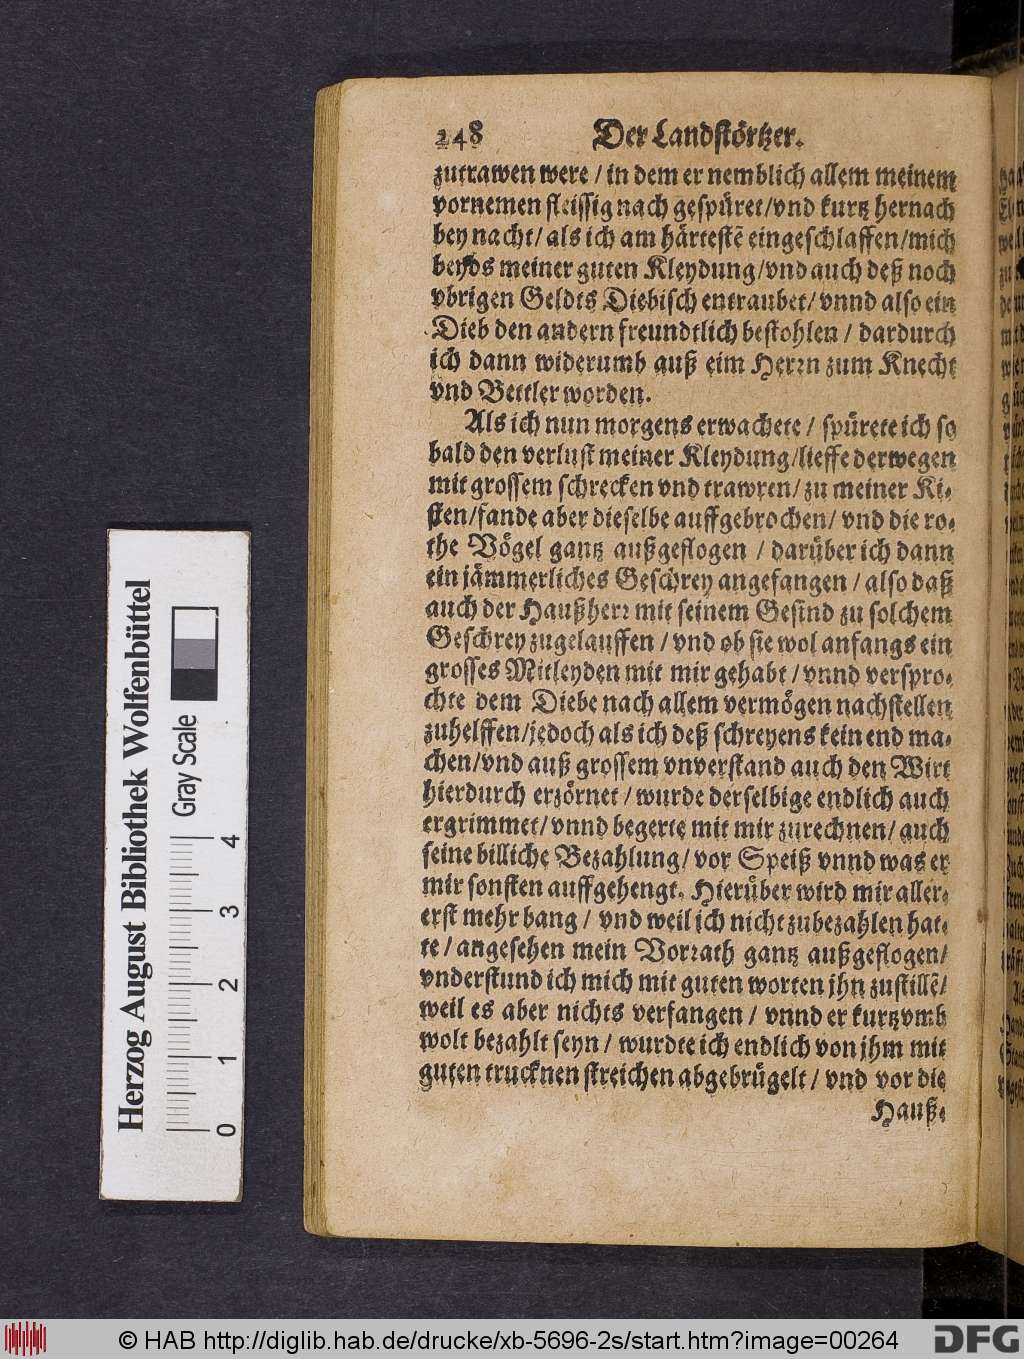 248 Der Landstörtzer.
zutrawen were / in dem er nemblich allem meinem
vornemen fleissig nach gespüret/vnd kurtz hernach
bey nacht/ als ich am härtestē eingeschlaffen/mich
beyds meiner guten Kleydung/vnd auch deß noch
vbrigen Geldts Diebisch entraubet/ vnnd also ein
Dieb den andern freundtlich bestohlen / dardurch
ich dann widerumb auß eim Herrn zum Knecht
vnd Bettler worden.
Als ich nun morgens erwachete / spürete ich so
bald den verlust meiner Kleydung/lieffe derwegen
mit grossem schrecken vnd trawren/ zu meiner Ki-
sten/fande aber dieselbe auffgebrochen/ vnd die ro-
the Vögel gantz außgeflogen / darüber ich dann
ein jämmerliches Geschrey angefangen / also daß
auch der Haußherr mit seinem Gesind zu solchem
Geschrey zugelauffen / vnd ob sie wol anfangs ein
grosses Mitleyden mit mir gehabt / vnnd verspro-
chte dem Diebe nach allem vermögen nachstellen
zuhelffen/jedoch als ich deß schreyens kein end ma-
chen/vnd auß grossem vnverstand auch den Wirt
hierdurch erzörnet / wurde derselbige endlich auch
ergrimmet/ vnnd begerte mit mir zurechnen/ auch
seine billiche Bezahlung/ vor Speiß vnnd was er
mir sonsten auffgehengt. Hierüber wird mir aller-
erst mehr bang / vnd weil ich nicht zubezahlen hat-
te / angesehen mein Vorrath gantz außgeflogen/
vnderstund ich mich mit guten worten jhn zustillē/
weil es aber nichts verfangen / vnnd er kurtzvmb
wolt bezahlt seyn / wurdte ich endlich von jhm mit
guten trucknen streichen abgebrügelt / vnd vor die
Hauß-
Herzog August Bibliothek Wolfenbüttel
Gray Scale
0 1 2 3 4
© HAB http://diglib.hab.de/drucke/xb-5696-2s/start.htm?image=00264
DFG